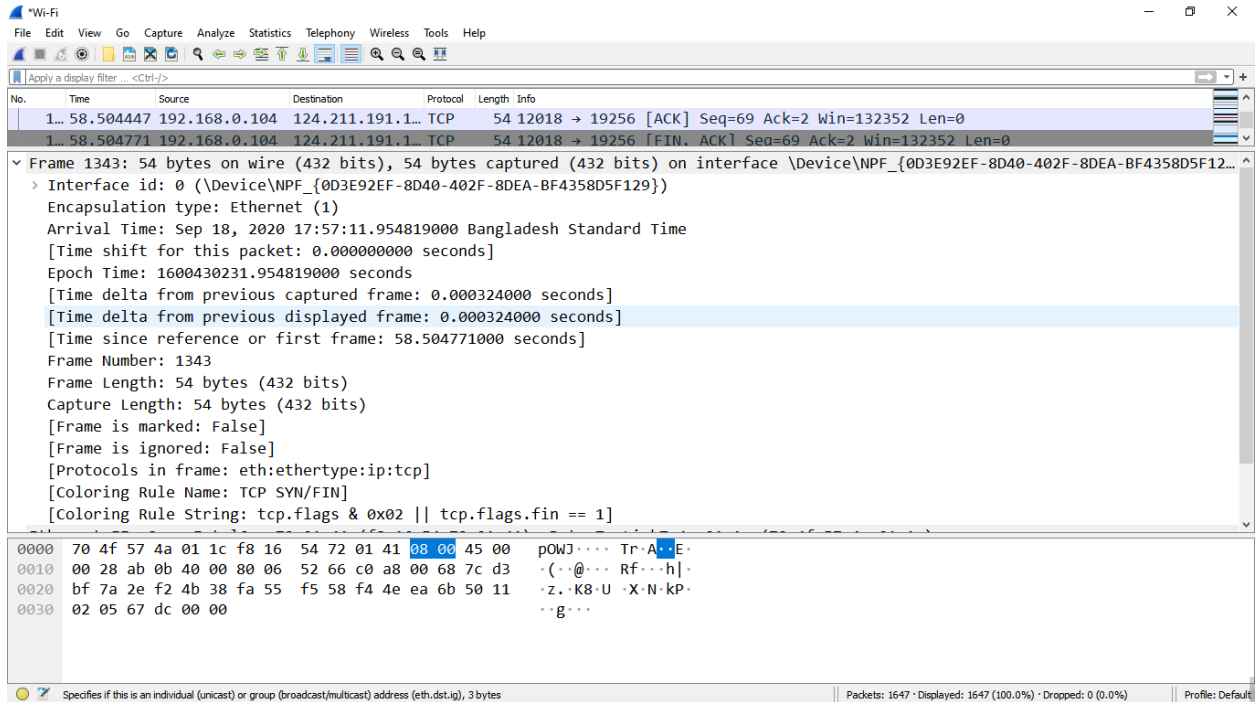 *Wi-Fi
File Edit View Go Capture Analyze Statistics Telephony Wireless Tools Help
Apply a display filter ... <Ctrl-/>
No. Time Source Destination Protocol Length Info
1… 58.504447 192.168.0.104 124.211.191.1… TCP 54 12018 → 19256 [ACK] Seq=69 Ack=2 Win=132352 Len=0
1… 58.504771 192.168.0.104 124.211.191.1… TCP 54 12018 → 19256 [FIN, ACK] Seq=69 Ack=2 Win=132352 Len=0
Frame 1343: 54 bytes on wire (432 bits), 54 bytes captured (432 bits) on interface \Device\NPF_{0D3E92EF-8D40-402F-8DEA-BF4358D5F12…
Interface id: 0 (\Device\NPF_{0D3E92EF-8D40-402F-8DEA-BF4358D5F129})
Encapsulation type: Ethernet (1)
Arrival Time: Sep 18, 2020 17:57:11.954819000 Bangladesh Standard Time
[Time shift for this packet: 0.000000000 seconds]
Epoch Time: 1600430231.954819000 seconds
[Time delta from previous captured frame: 0.000324000 seconds]
[Time delta from previous displayed frame: 0.000324000 seconds]
[Time since reference or first frame: 58.504771000 seconds]
Frame Number: 1343
Frame Length: 54 bytes (432 bits)
Capture Length: 54 bytes (432 bits)
[Frame is marked: False]
[Frame is ignored: False]
[Protocols in frame: eth:ethertype:ip:tcp]
[Coloring Rule Name: TCP SYN/FIN]
[Coloring Rule String: tcp.flags & 0x02 || tcp.flags.fin == 1]
0000 70 4f 57 4a 01 1c f8 16 54 72 01 41 08 00 45 00 pOWJ···· Tr·A··E·
0010 00 28 ab 0b 40 00 80 06 52 66 c0 a8 00 68 7c d3 ·(··@··· Rf···h|·
0020 bf 7a 2e f2 4b 38 fa 55 f5 58 f4 4e ea 6b 50 11 ·z.·K8·U ·X·N·kP·
0030 02 05 67 dc 00 00 ··g···
Specifies if this is an individual (unicast) or group (broadcast/multicast) address (eth.dst.ig), 3 bytes
Packets: 1647 · Displayed: 1647 (100.0%) · Dropped: 0 (0.0%)
Profile: Default